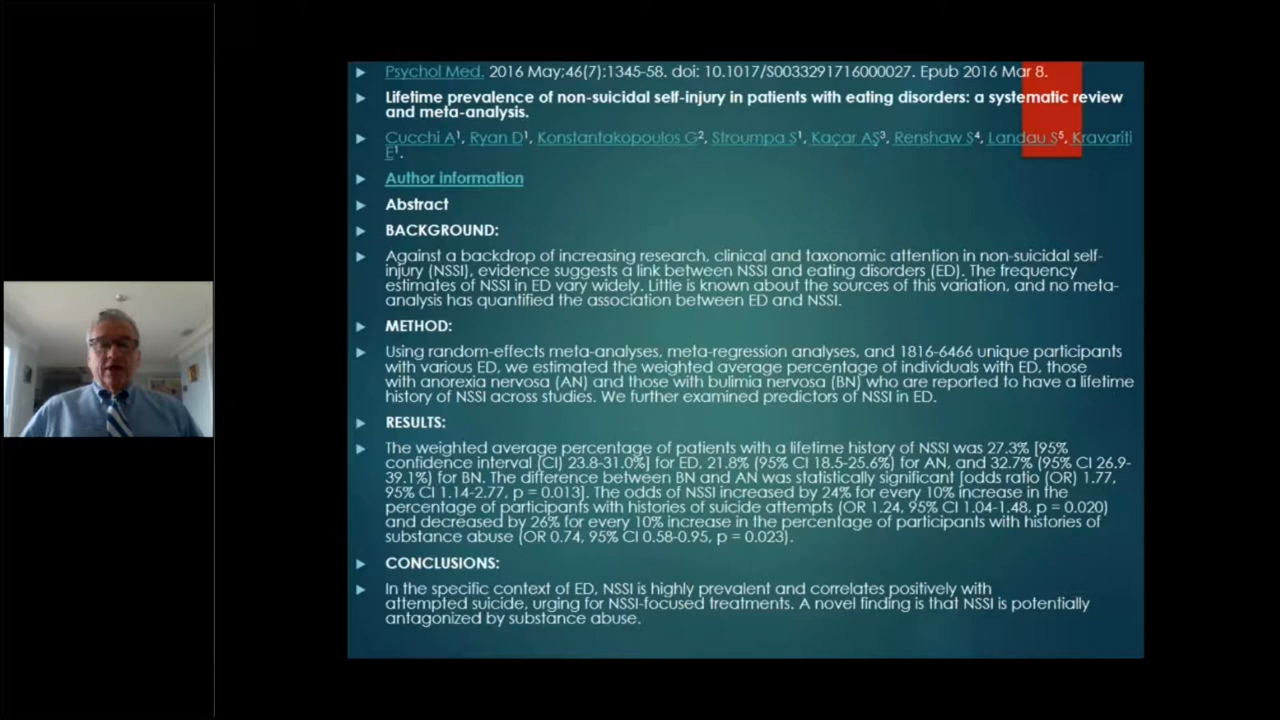 Psychol Med. 2016 May;46(7):1345-58. doi: 10.1017/S0033291716000027. Epub 2016 Mar 8.
Lifetime prevalence of non-suicidal self-injury in patients with eating disorders: a systematic review
and meta-analysis.
Cucchi A1, Ryan D1, Konstantakopoulos G2, Stroumpa S1, Kaçar AŞ3, Renshaw S4, Landau S5, Kravariti
E1.
Author information
Abstract
BACKGROUND:
Against a backdrop of increasing research, clinical and taxonomic attention in non-suicidal self-
injury (NSSI), evidence suggests a link between NSSI and eating disorders (ED). The frequency
estimates of NSSI in ED vary widely. Little is known about the sources of this variation, and no meta-
analysis has quantified the association between ED and NSSI.
METHOD:
Using random-effects meta-analyses, meta-regression analyses, and 1816-6466 unique participants
with various ED, we estimated the weighted average percentage of individuals with ED, those
with anorexia nervosa (AN) and those with bulimia nervosa (BN) who are reported to have a lifetime
history of NSSI across studies. We further examined predictors of NSSI in ED.
RESULTS:
The weighted average percentage of patients with a lifetime history of NSSI was 27.3% [95%
confidence interval (CI) 23.8-31.0%] for ED, 21.8% (95% CI 18.5-25.6%) for AN, and 32.7% (95% CI 26.9-
39.1%) for BN. The difference between BN and AN was statistically significant [odds ratio (OR) 1.77,
95% CI 1.14-2.77, p = 0.013]. The odds of NSSI increased by 24% for every 10% increase in the
percentage of participants with histories of suicide attempts (OR 1.24, 95% CI 1.04-1.48, p = 0.020)
and decreased by 26% for every 10% increase in the percentage of participants with histories of
substance abuse (OR 0.74, 95% CI 0.58-0.95, p = 0.023).
CONCLUSIONS:
In the specific context of ED, NSSI is highly prevalent and correlates positively with
attempted suicide, urging for NSSI-focused treatments. A novel finding is that NSSI is potentially
antagonized by substance abuse.